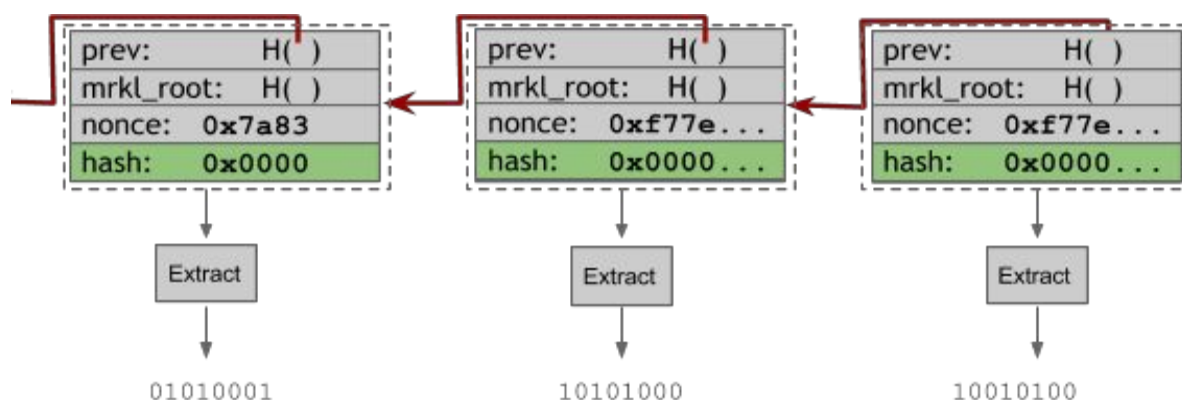 prev: H( )
mrkl_root: H( )
nonce: 0x7a83
hash: 0x0000
Extract
01010001
prev: H( )
mrkl_root: H( )
nonce: 0xf77e...
hash: 0x0000...
Extract
10101000
prev: H( )
mrkl_root: H( )
nonce: 0xf77e...
hash: 0x0000...
Extract
10010100